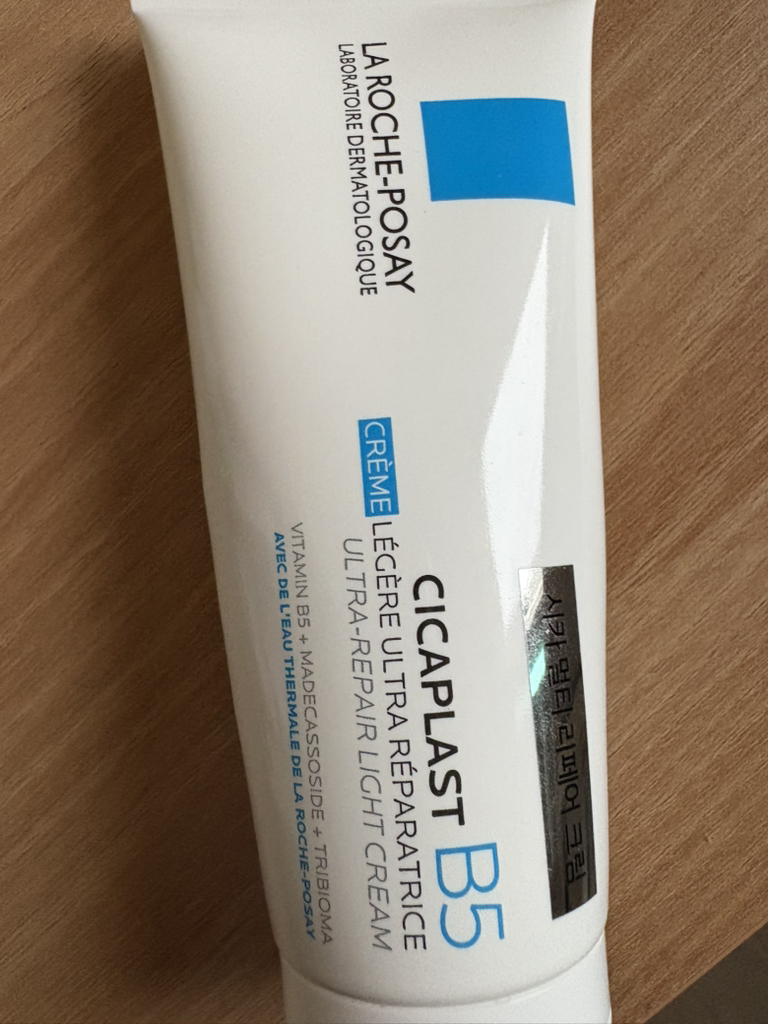 LA ROCHE-POSAY
LABORATOIRE DERMATOLOGIQUE
시카 멀티 리페어 크림
CICAPLAST B5
CRÈME LÉGÈRE ULTRA RÉPARATRICE
ULTRA-REPAIR LIGHT CREAM
VITAMIN B5 + MADECASSOSIDE + TRIBIOMA
AVEC DE L'EAU THERMALE DE LA ROCHE-POSAY